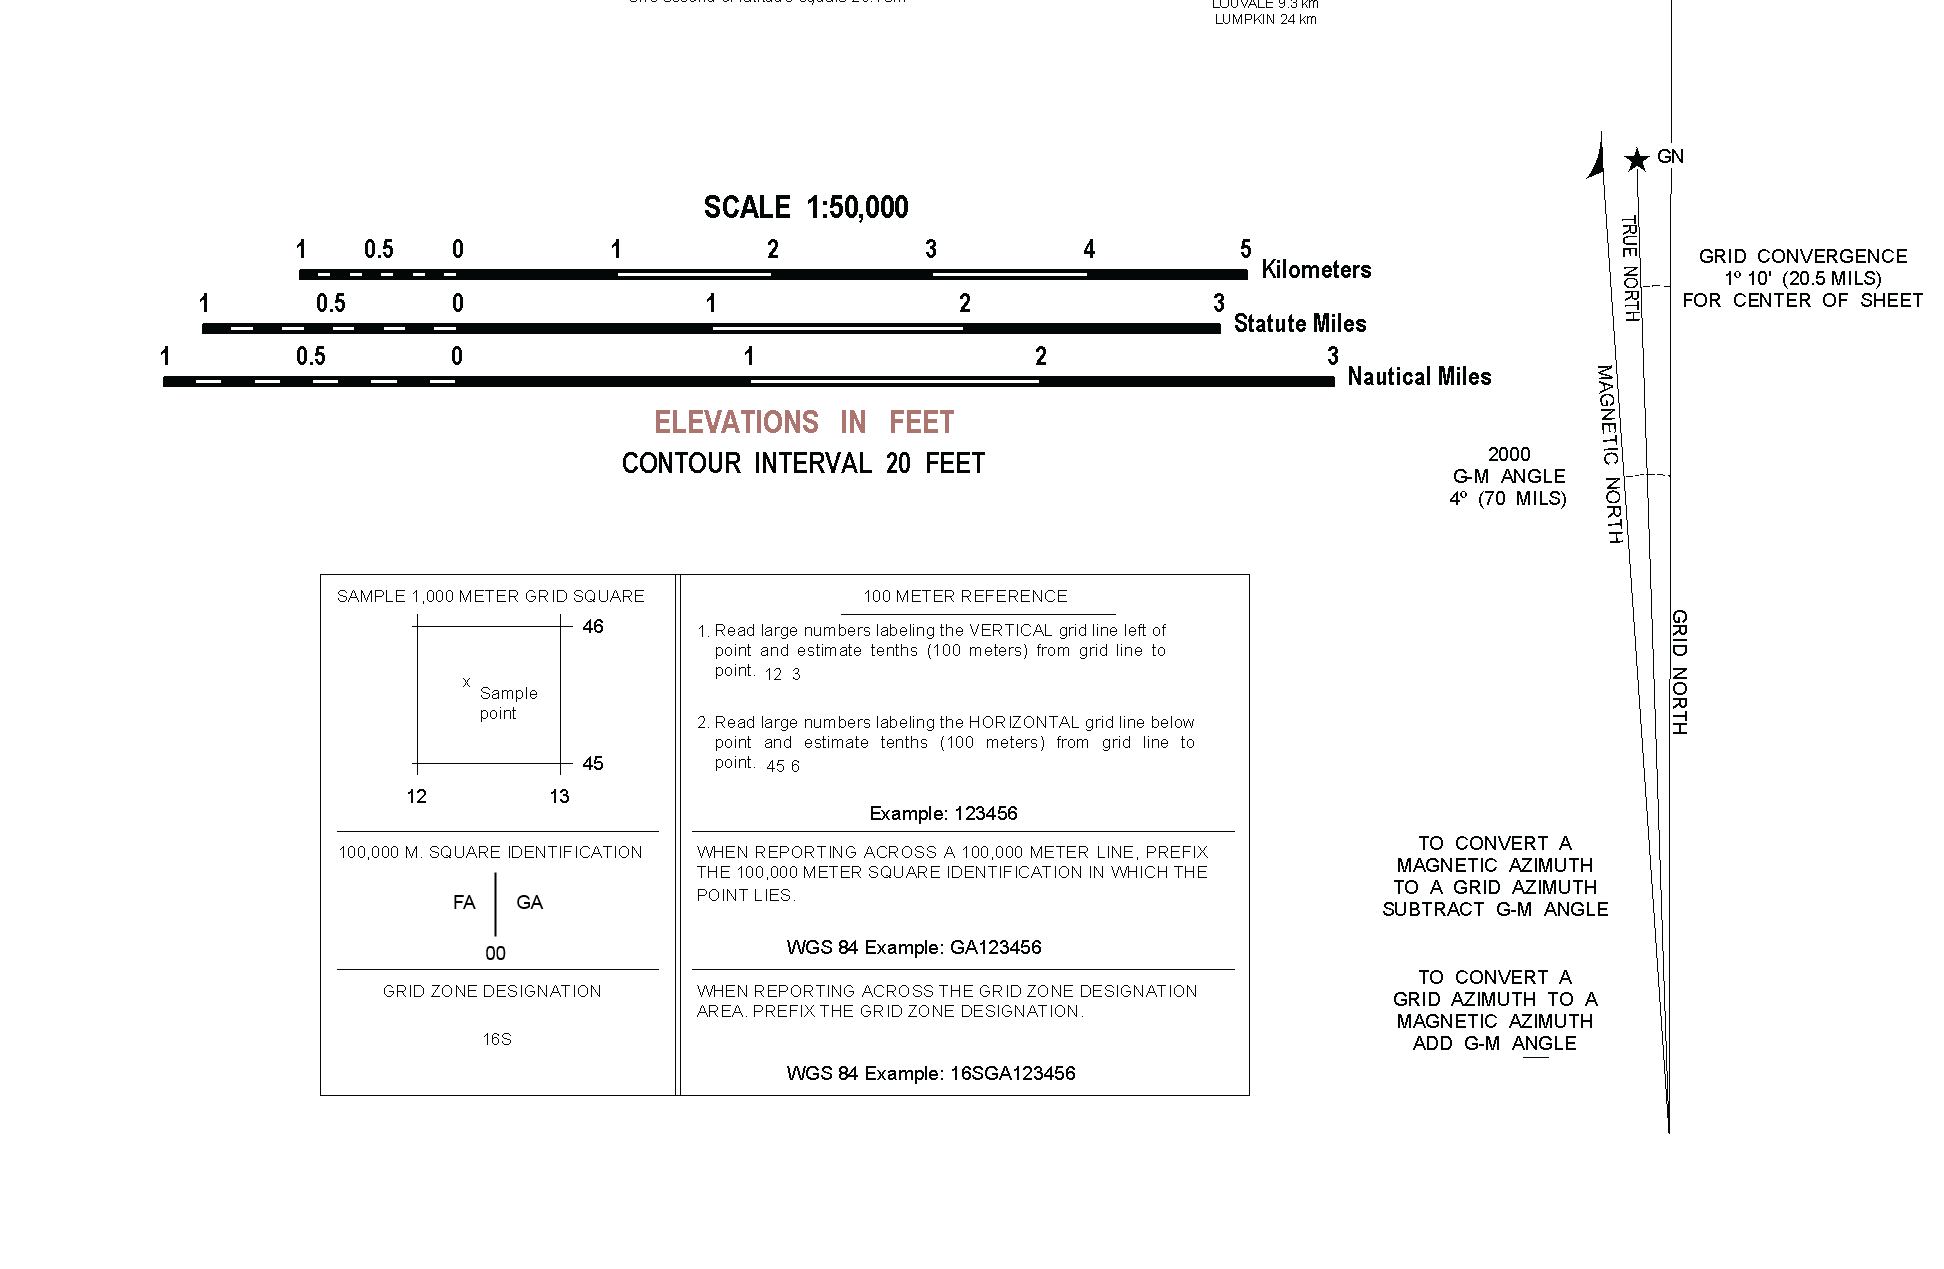 LOUVALE 9.3 km
LUMPKIN 24 km
GN
SCALE 1:50,000
1 0.5 0 1 2 3 4 5
Kilometers
1 0.5 0 1 2 3
Statute Miles
1 0.5 0 1 2 3
Nautical Miles
ELEVATIONS IN FEET
CONTOUR INTERVAL 20 FEET
TRUE NORTH
GRID CONVERGENCE
1º 10' (20.5 MILS)
FOR CENTER OF SHEET
MAGNETIC NORTH
2000
G-M ANGLE
4º (70 MILS)
GRID NORTH
SAMPLE 1,000 METER GRID SQUARE
46
x
Sample
point
45
12 13
100 METER REFERENCE
1. Read large numbers labeling the VERTICAL grid line left of
point and estimate tenths (100 meters) from grid line to
point. 12 3
2. Read large numbers labeling the HORIZONTAL grid line below
point and estimate tenths (100 meters) from grid line to
point. 45 6
Example: 123456
100,000 M. SQUARE IDENTIFICATION
FA GA
00
WHEN REPORTING ACROSS A 100,000 METER LINE, PREFIX
THE 100,000 METER SQUARE IDENTIFICATION IN WHICH THE
POINT LIES.
WGS 84 Example: GA123456
GRID ZONE DESIGNATION
16S
WHEN REPORTING ACROSS THE GRID ZONE DESIGNATION
AREA. PREFIX THE GRID ZONE DESIGNATION.
WGS 84 Example: 16SGA123456
TO CONVERT A
MAGNETIC AZIMUTH
TO A GRID AZIMUTH
SUBTRACT G-M ANGLE
TO CONVERT A
GRID AZIMUTH TO A
MAGNETIC AZIMUTH
ADD G-M ANGLE